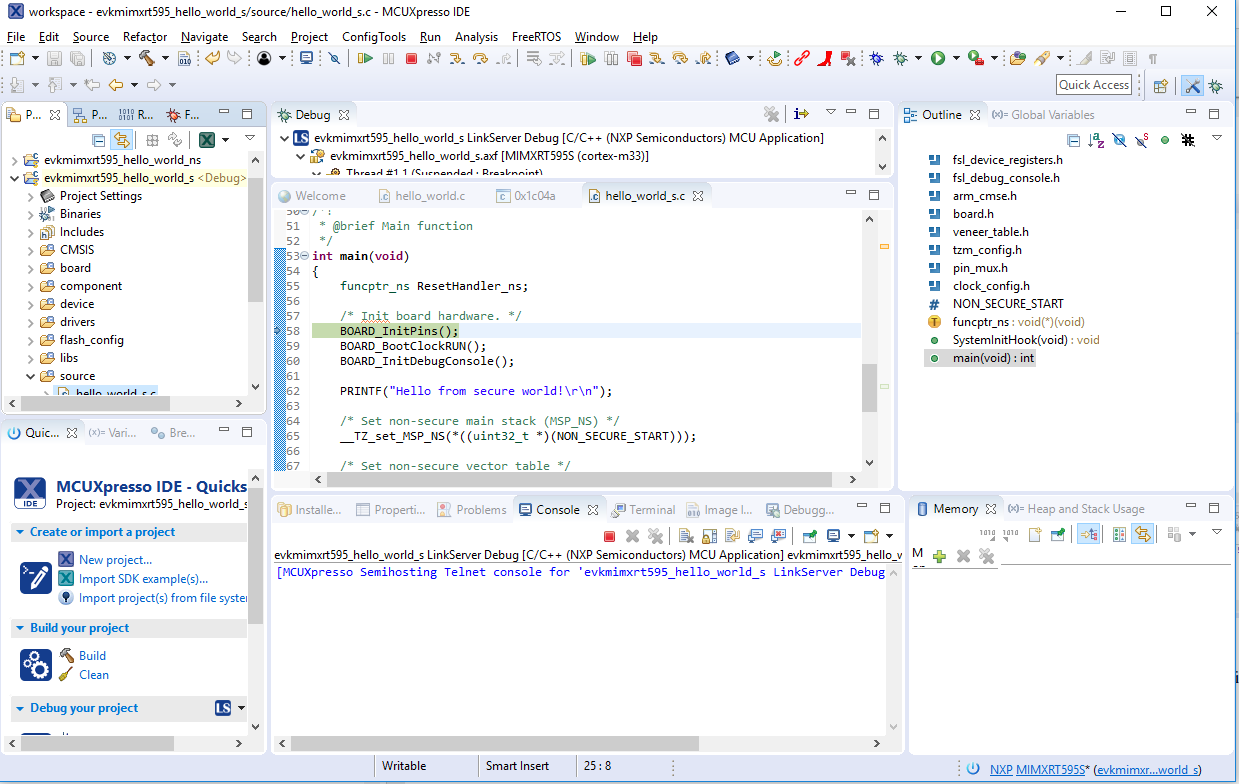 workspace - evkmimxrt595_hello_world_s/source/hello_world_s.c - MCUXpresso IDE
File Edit Source Refactor Navigate Search Project ConfigTools Run Analysis FreeRTOS Window Help
Quick Access
P... P... R... F...
evkmimxrt595_hello_world_ns
evkmimxrt595_hello_world_s <Debug>
Project Settings
Binaries
Includes
CMSIS
board
component
device
drivers
flash_config
libs
source
hello_world_s.c
Debug
evkmimxrt595_hello_world_s LinkServer Debug [C/C++ (NXP Semiconductors) MCU Application]
evkmimxrt595_hello_world_s.axf [MIMXRT595S (cortex-m33)]
Thread #1 1 (Suspended : Breakpoint)
Welcome hello_world.c 0x1c04a hello_world_s.c
50 /*!
51 * @brief Main function
52 */
53 int main(void)
54 {
55 funcptr_ns ResetHandler_ns;
56
57 /* Init board hardware. */
58 BOARD_InitPins();
59 BOARD_BootClockRUN();
60 BOARD_InitDebugConsole();
61
62 PRINTF("Hello from secure world!\r\n");
63
64 /* Set non-secure main stack (MSP_NS) */
65 __TZ_set_MSP_NS(*((uint32_t *)(NON_SECURE_START)));
66
67 /* Set non-secure vector table */
Outline Global Variables
fsl_device_registers.h
fsl_debug_console.h
arm_cmse.h
board.h
veneer_table.h
tzm_config.h
pin_mux.h
clock_config.h
NON_SECURE_START
funcptr_ns : void(*)(void)
SystemInitHook(void) : void
main(void) : int
Quic... (x)= Vari... Bre...
MCUXpresso IDE - Quicks
Project: evkmimxrt595_hello_world_s
Create or import a project
New project...
Import SDK example(s)...
Import project(s) from file syster
Build your project
Build
Clean
Debug your project LS
Installe... Properti... Problems Console Terminal Image I... Debugg...
evkmimxrt595_hello_world_s LinkServer Debug [C/C++ (NXP Semiconductors) MCU Application] evkmimxrt595_hello_w
[MCUXpresso Semihosting Telnet console for 'evkmimxrt595_hello_world_s LinkServer Debug
Memory (x)= Heap and Stack Usage
M
Writable Smart Insert 25 : 8
NXP MIMXRT595S* (evkmimxr...world_s)